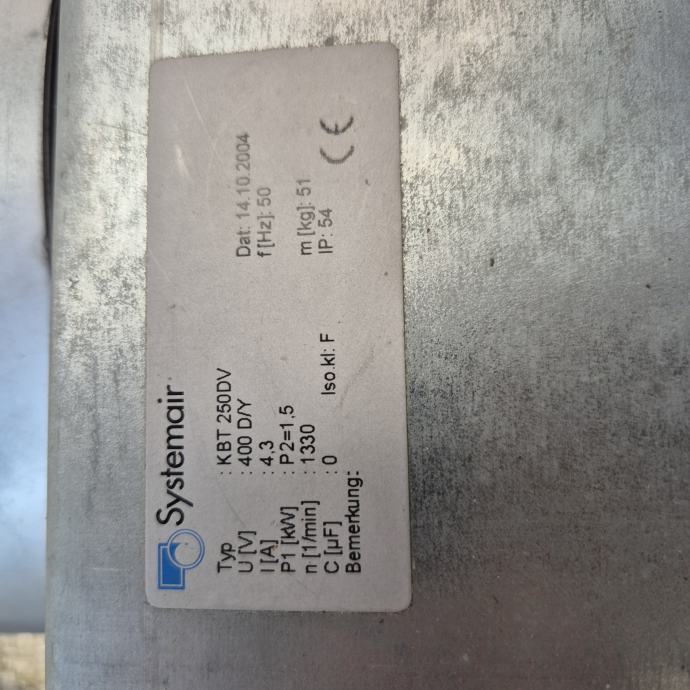 Systemair
Typ : KBT 250DV
U [V] : 400 D/Y Dat: 14.10.2004
I [A] : 4,3 f [Hz]: 50
P1 [kW] : P2=1,5
n [1/min] : 1330 m [kg]: 51
C [µF] : 0 Iso.kl: F IP: 54
Bemerkung:
CE